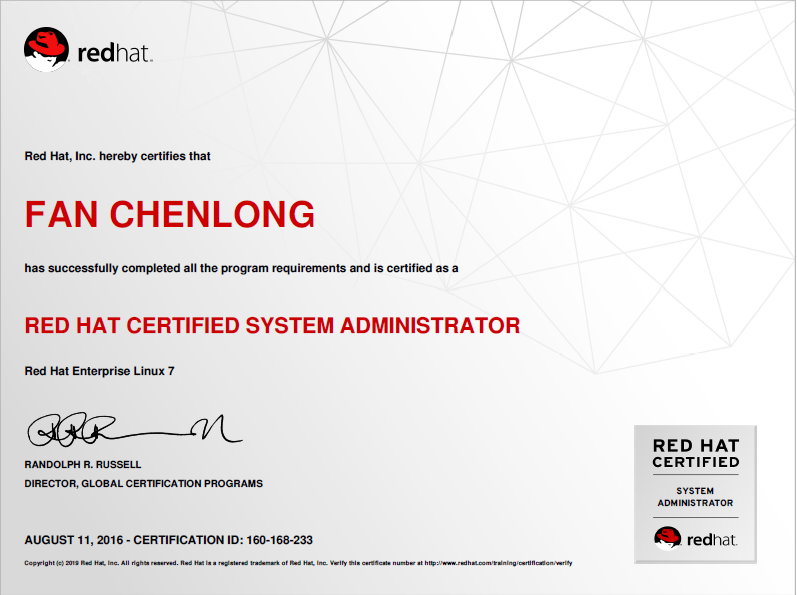 redhat.
Red Hat, Inc. hereby certifies that
FAN CHENLONG
has successfully completed all the program requirements and is certified as a
RED HAT CERTIFIED SYSTEM ADMINISTRATOR
Red Hat Enterprise Linux 7
RANDOLPH R. RUSSELL
DIRECTOR, GLOBAL CERTIFICATION PROGRAMS
RED HAT
CERTIFIED
SYSTEM
ADMINISTRATOR
redhat.
AUGUST 11, 2016 - CERTIFICATION ID: 160-168-233
Copyright (c) 2019 Red Hat, Inc. All rights reserved. Red Hat is a registered trademark of Red Hat, Inc. Verify this certificate number at http://www.redhat.com/training/certification/verify